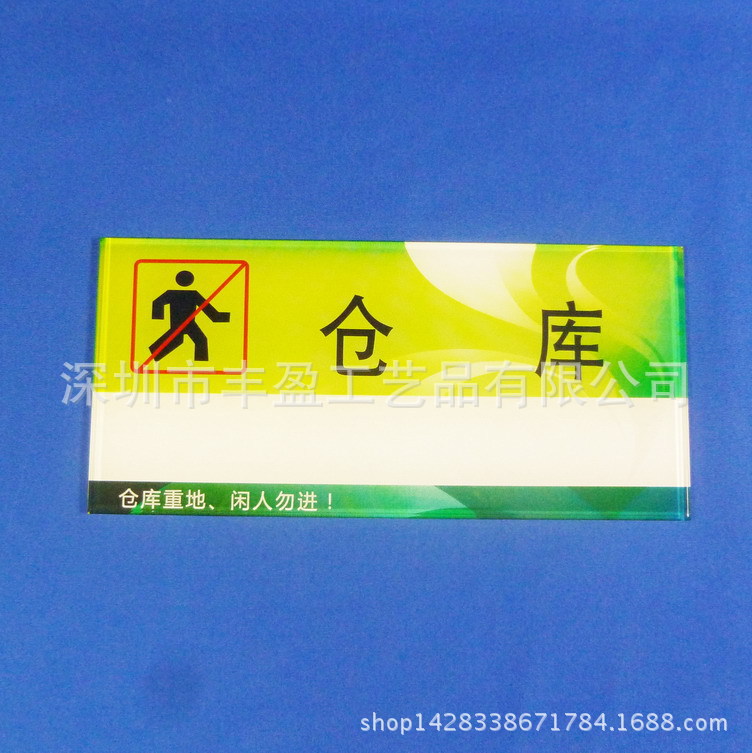 仓 库
深圳市丰盈工艺品有限公司
仓库重地、闲人勿进！
shop1428338671784.1688.com